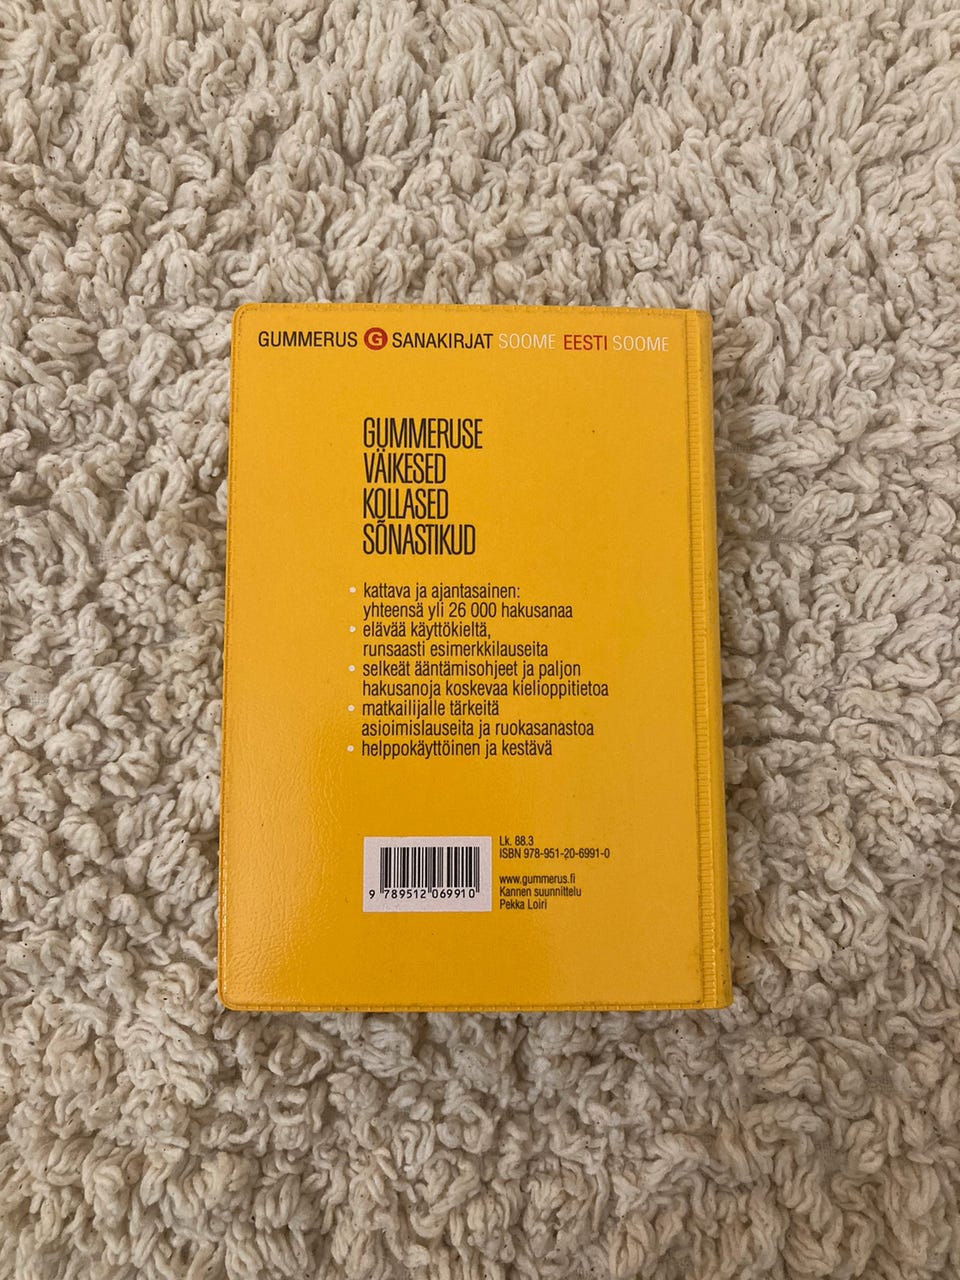 GUMMERUS G SANAKIRJAT SOOME EESTI SOOME
GUMMERUSE
VÄIKESED
KOLLASED
SÕNASTIKUD
• kattava ja ajantasainen:
yhteensä yli 26 000 hakusanaa
• elävää käyttökieltä,
runsaasti esimerkkilauseita
• selkeät ääntämisohjeet ja paljon
hakusanoja koskevaa kielioppitietoa
• matkailijalle tärkeitä
asioimislauseita ja ruokasanastoa
• helppokäyttöinen ja kestävä
Lk. 88.3
ISBN 978-951-20-6991-0
www.gummerus.fi
Kannen suunnittelu
Pekka Loiri
9 789512 069910